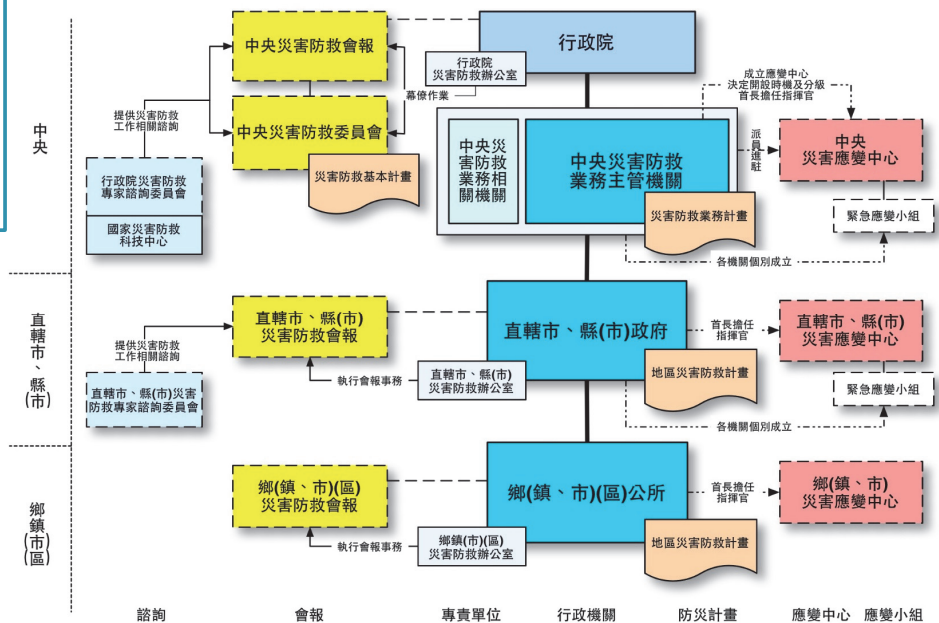 中央
行政院
中央災害防救會報
行政院
災害防救辦公室
幕僚作業
成立應變中心
決定開設時機及分級
首長擔任指揮官
提供災害防救
工作相關諮詢
中央災害防救委員會
災害防救基本計畫
行政院災害防救
專家諮詢委員會
國家災害防救
科技中心
中央災
害防救
業務相
關機關
中央災害防救
業務主管機關
災害防救業務計畫
派員進駐
中央
災害應變中心
緊急應變小組
各機關個別成立
直轄市、縣(市)
直轄市、縣(市)
災害防救會報
直轄市、縣(市)政府
首長擔任
指揮官
直轄市、縣(市)
災害應變中心
提供災害防救
工作相關諮詢
執行會報事務
直轄市、縣(市)
災害防救辦公室
地區災害防救計畫
直轄市、縣(市)災害
防救專家諮詢委員會
緊急應變小組
各機關個別成立
鄉鎮(市)(區)
鄉(鎮、市)(區)
災害防救會報
鄉(鎮、市)(區)公所
首長擔任
指揮官
鄉(鎮、市)
災害應變中心
執行會報事務
鄉鎮(市)(區)
災害防救辦公室
地區災害防救計畫
諮詢 會報 專責單位 行政機關 防災計畫 應變中心 應變小組